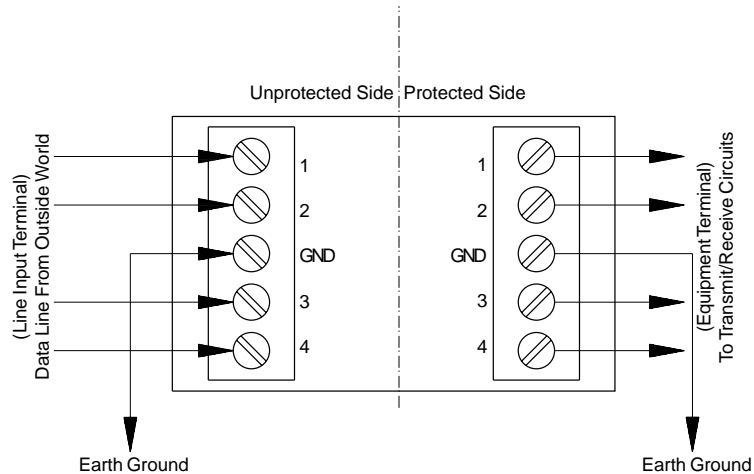 Unprotected Side
Protected Side
(Line Input Terminal)
Data Line From Outside World
1
2
GND
3
4
1
2
GND
3
4
(Equipment Terminal)
To Transmit/Receive Circuits
Earth Ground
Earth Ground